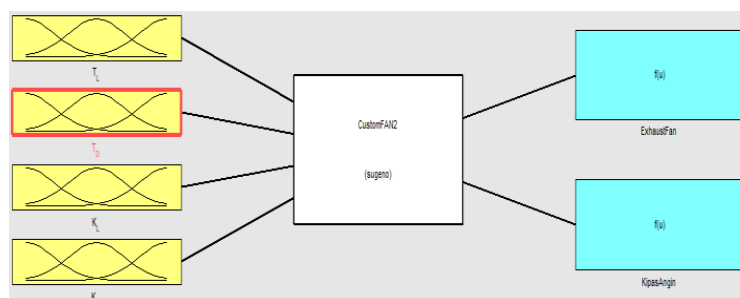 T_L
T_D
K_L
K
CustomFAN2
(sugeno)
f(u)
ExhaustFan
f(u)
KipasAngin